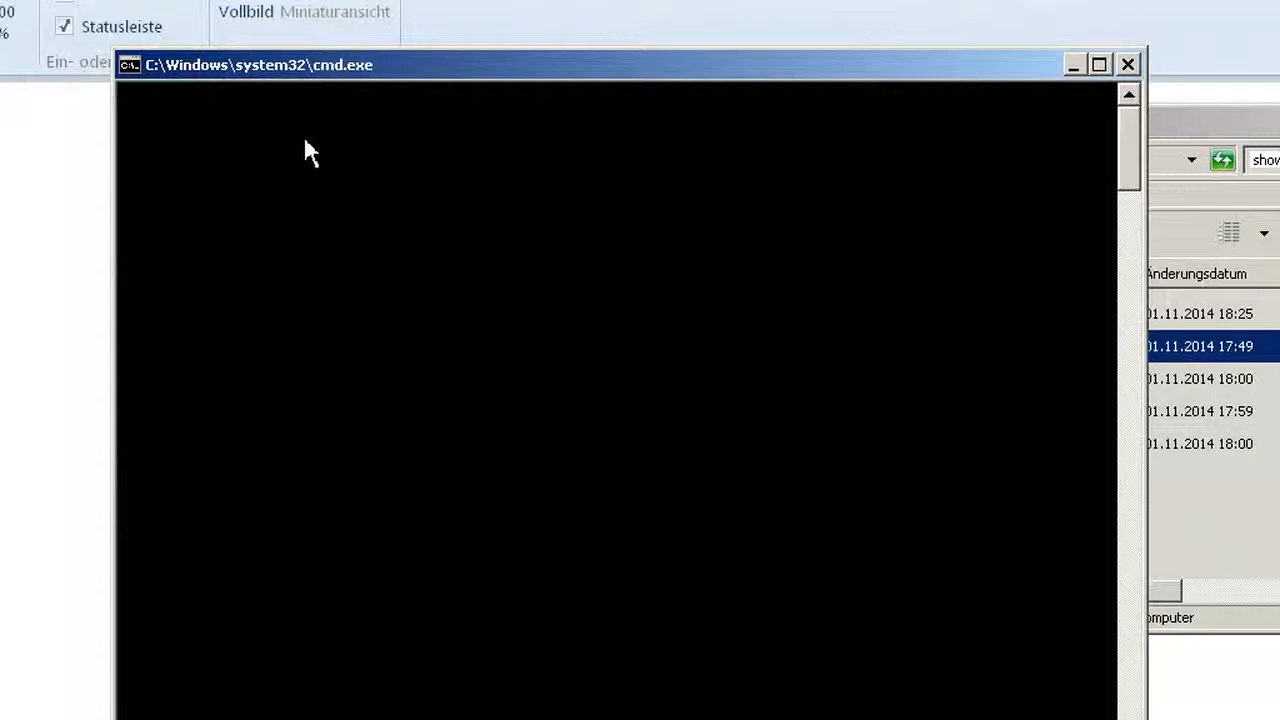 00
%
Statusleiste
Vollbild Miniaturansicht
Ein- oder
C:\Windows\system32\cmd.exe
show
Änderungsdatum
01.11.2014 18:25
01.11.2014 17:49
01.11.2014 18:00
01.11.2014 17:59
01.11.2014 18:00
omputer